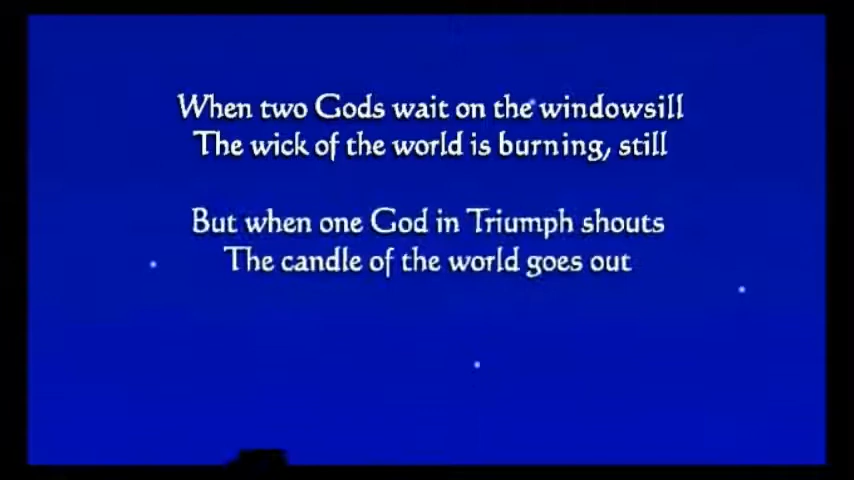 When two Gods wait on the windowsill
The wick of the world is burning, still
But when one God in Triumph shouts
The candle of the world goes out